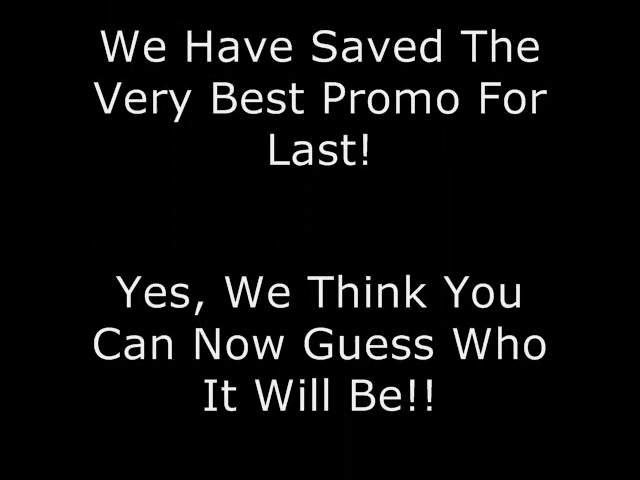 We Have Saved The
Very Best Promo For
Last!
Yes, We Think You
Can Now Guess Who
It Will Be!!